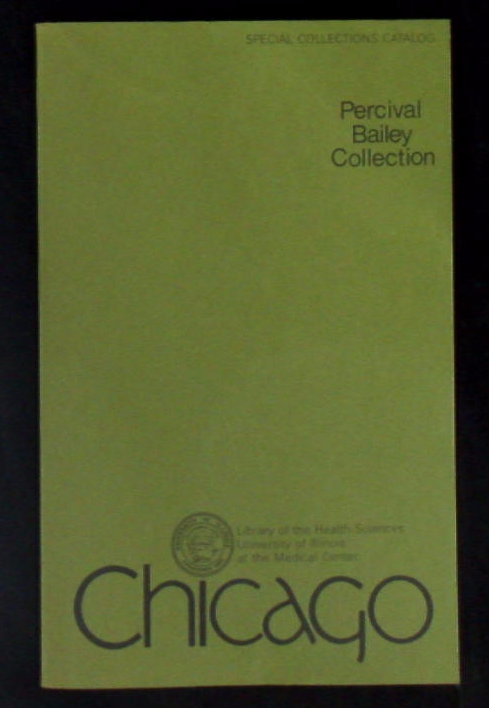 SPECIAL COLLECTIONS CATALOG
Percival
Bailey
Collection
Library of the Health Sciences
University of Illinois
at the Medical Center
Chicago